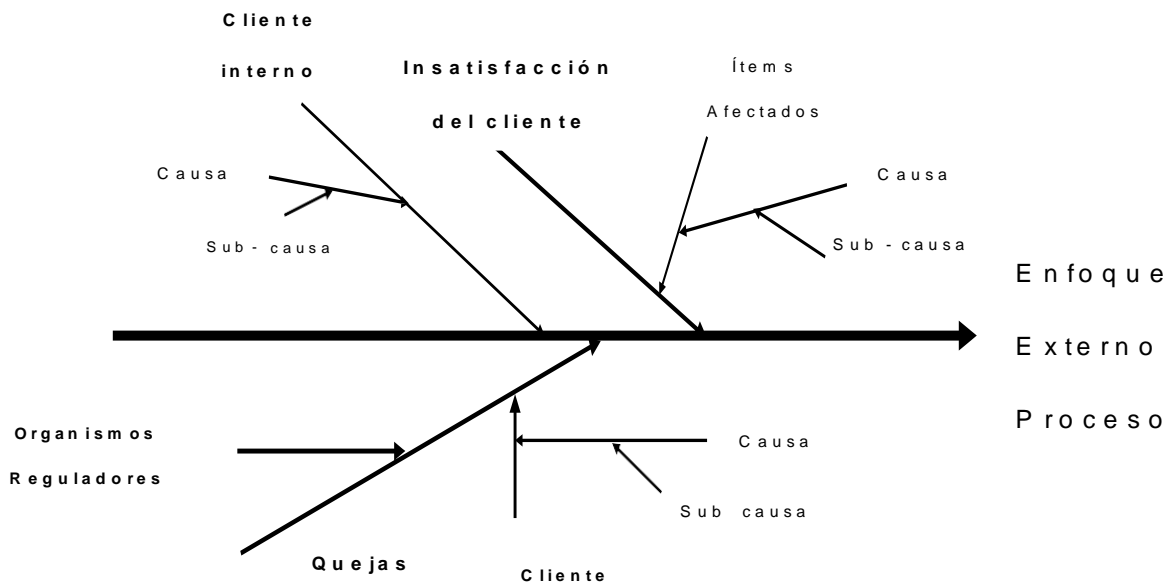 Cliente
interno
Insatisfacción
del cliente
Ítems
Afectados
Causa
Sub - causa
Causa
Sub - causa
Enfoque
Externo
Proceso
Organismos
Reguladores
Causa
Sub causa
Quejas
Cliente